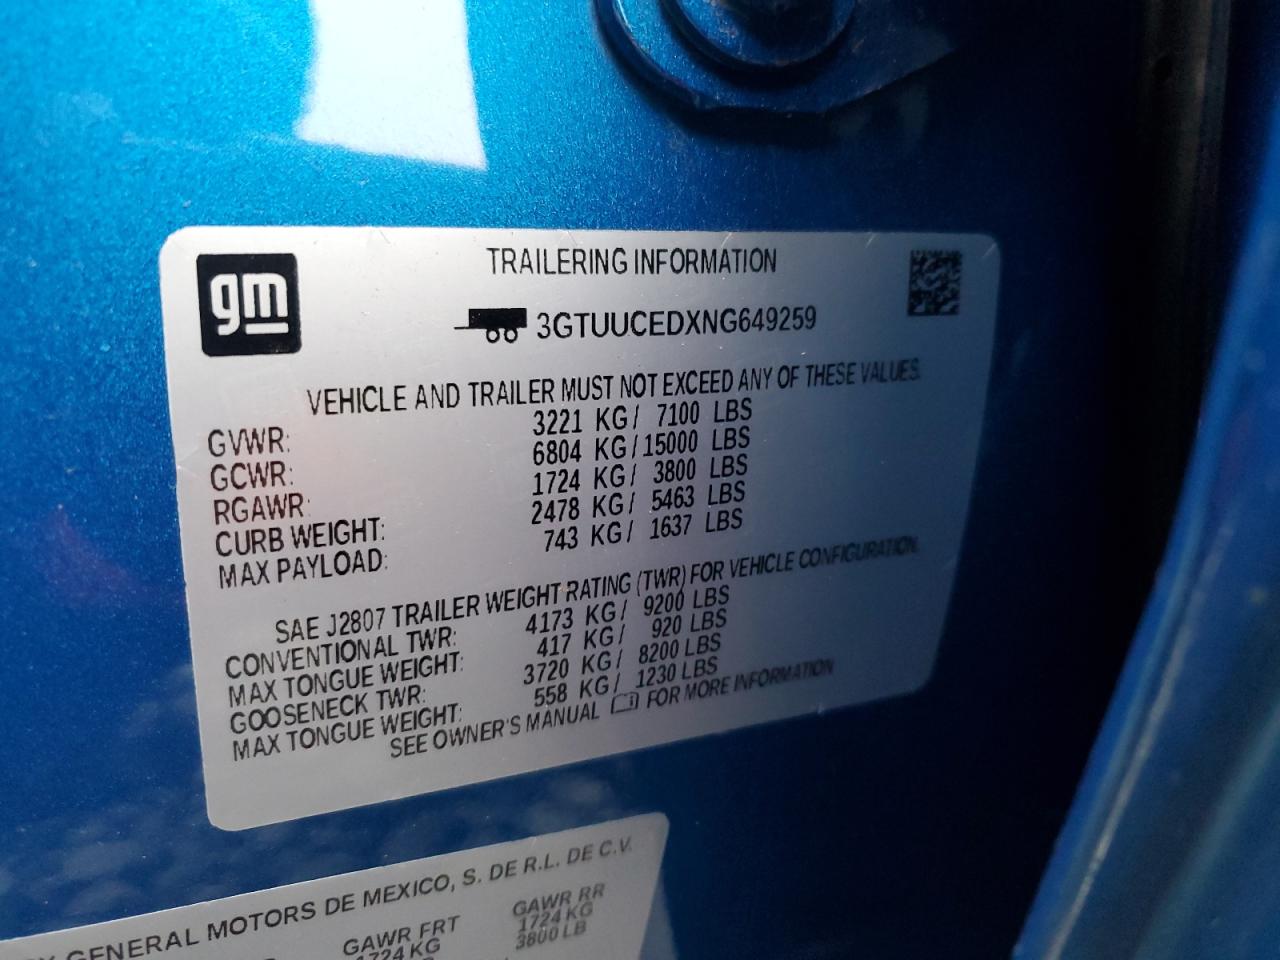 gm
TRAILERING INFORMATION
3GTUUCEDXNG649259
VEHICLE AND TRAILER MUST NOT EXCEED ANY OF THESE VALUES.
GVWR: 3221 KG/ 7100 LBS
GCWR: 6804 KG/15000 LBS
RGAWR: 1724 KG/ 3800 LBS
CURB WEIGHT: 2478 KG/ 5463 LBS
MAX PAYLOAD: 743 KG/ 1637 LBS
SAE J2807 TRAILER WEIGHT RATING (TWR) FOR VEHICLE CONFIGURATION.
CONVENTIONAL TWR: 4173 KG/ 9200 LBS
MAX TONGUE WEIGHT: 417 KG/ 920 LBS
GOOSENECK TWR: 3720 KG/ 8200 LBS
MAX TONGUE WEIGHT: 558 KG/ 1230 LBS
SEE OWNER'S MANUAL FOR MORE INFORMATION
GENERAL MOTORS DE MEXICO, S. DE R.L. DE C.V.
GAWR FRT GAWR RR
1724 KG 1724 KG
3800 LB